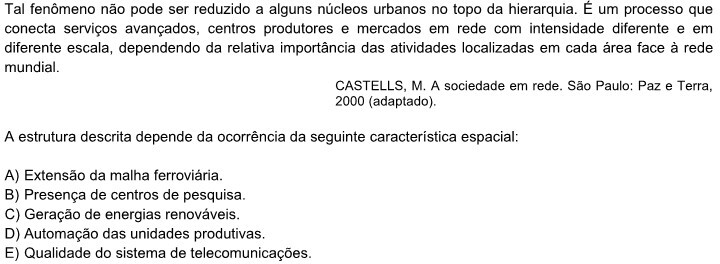 Tal fenômeno não pode ser reduzido a alguns núcleos urbanos no topo da hierarquia. É um processo que
conecta serviços avançados, centros produtores e mercados em rede com intensidade diferente e em
diferente escala, dependendo da relativa importância das atividades localizadas em cada área face à rede
mundial.
CASTELLS, M. A sociedade em rede. São Paulo: Paz e Terra,
2000 (adaptado).
A estrutura descrita depende da ocorrência da seguinte característica espacial:
A) Extensão da malha ferroviária.
B) Presença de centros de pesquisa.
C) Geração de energias renováveis.
D) Automação das unidades produtivas.
E) Qualidade do sistema de telecomunicações.